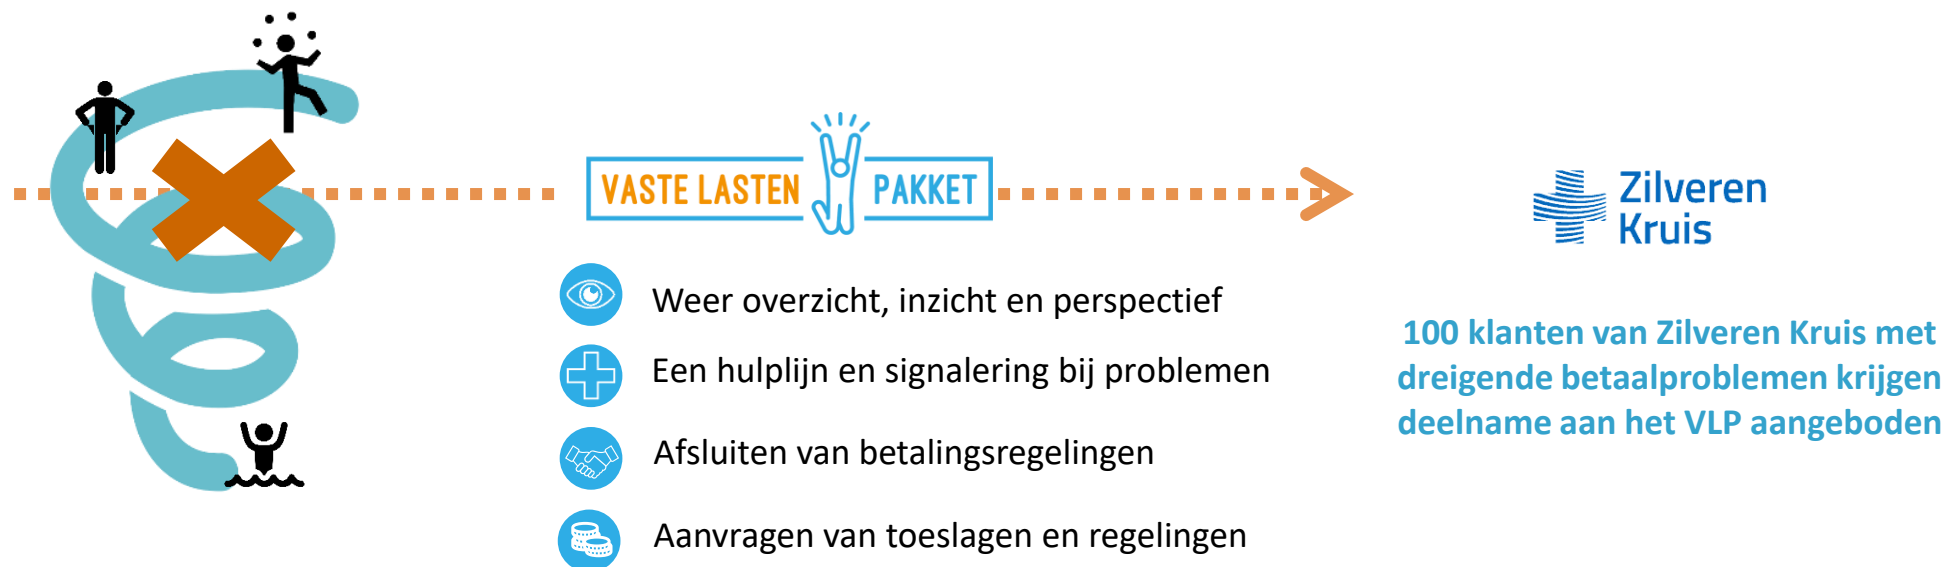 VASTE LASTEN PAKKET
Weer overzicht, inzicht en perspectief
Een hulplijn en signalering bij problemen
Afsluiten van betalingsregelingen
Aanvragen van toeslagen en regelingen
Zilveren
Kruis
100 klanten van Zilveren Kruis met
dreigende betaalproblemen krijgen
deelname aan het VLP aangeboden